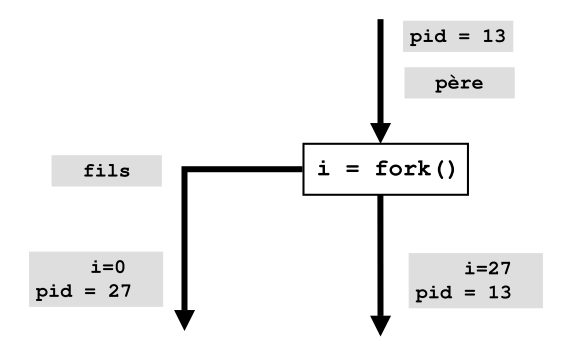 pid = 13
père
fils
i = fork()
i=0
pid = 27
i=27
pid = 13